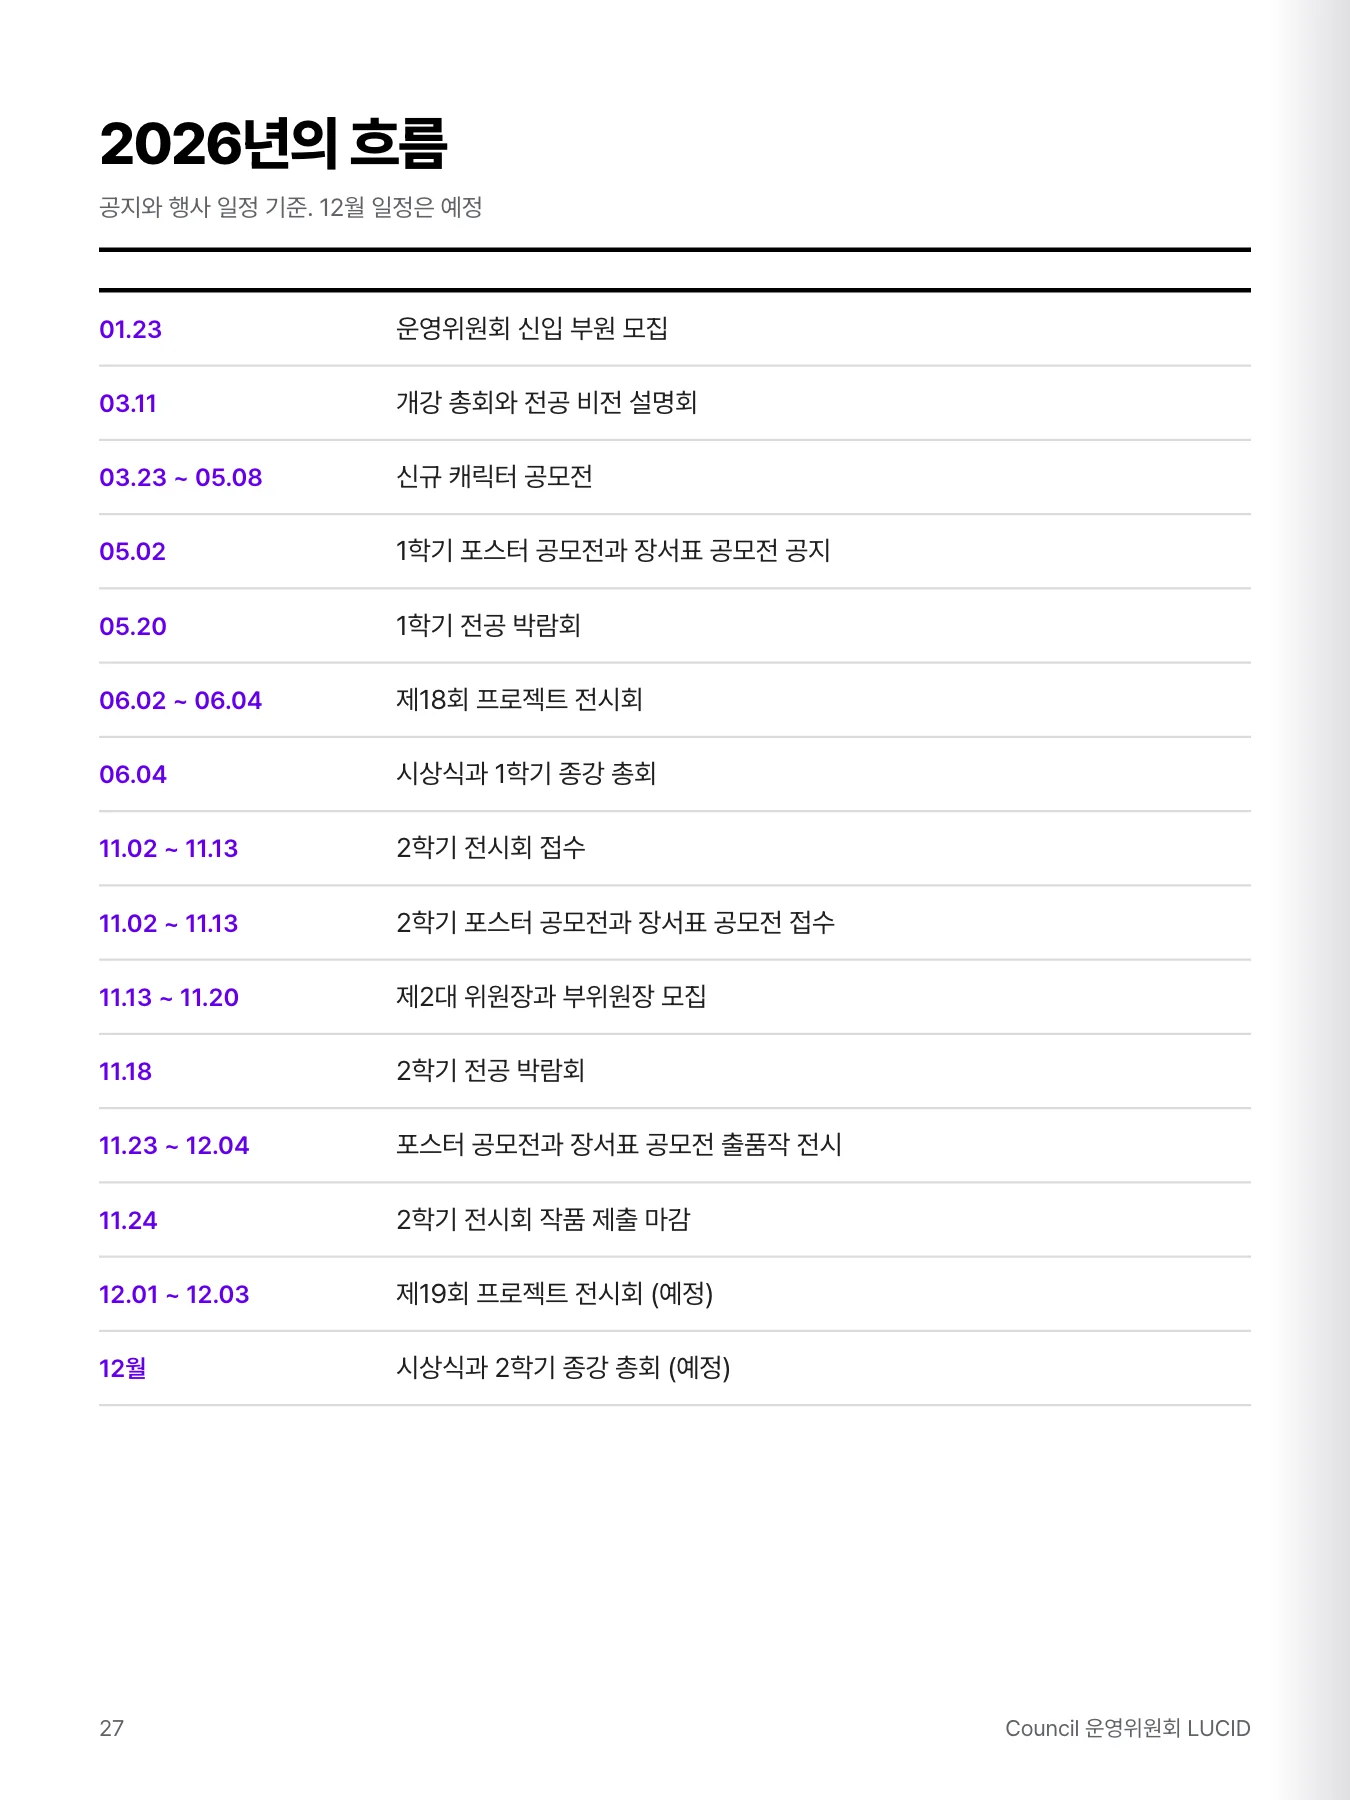 2026년의 흐름
공지와 행사 일정 기준. 12월 일정은 예정
01.23 운영위원회 신입 부원 모집
03.11 개강 총회와 전공 비전 설명회
03.23 ~ 05.08 신규 캐릭터 공모전
05.02 1학기 포스터 공모전과 장서표 공모전 공지
05.20 1학기 전공 박람회
06.02 ~ 06.04 제18회 프로젝트 전시회
06.04 시상식과 1학기 종강 총회
11.02 ~ 11.13 2학기 전시회 접수
11.02 ~ 11.13 2학기 포스터 공모전과 장서표 공모전 접수
11.13 ~ 11.20 제2대 위원장과 부위원장 모집
11.18 2학기 전공 박람회
11.23 ~ 12.04 포스터 공모전과 장서표 공모전 출품작 전시
11.24 2학기 전시회 작품 제출 마감
12.01 ~ 12.03 제19회 프로젝트 전시회 (예정)
12월 시상식과 2학기 종강 총회 (예정)
27 Council 운영위원회 LUCID